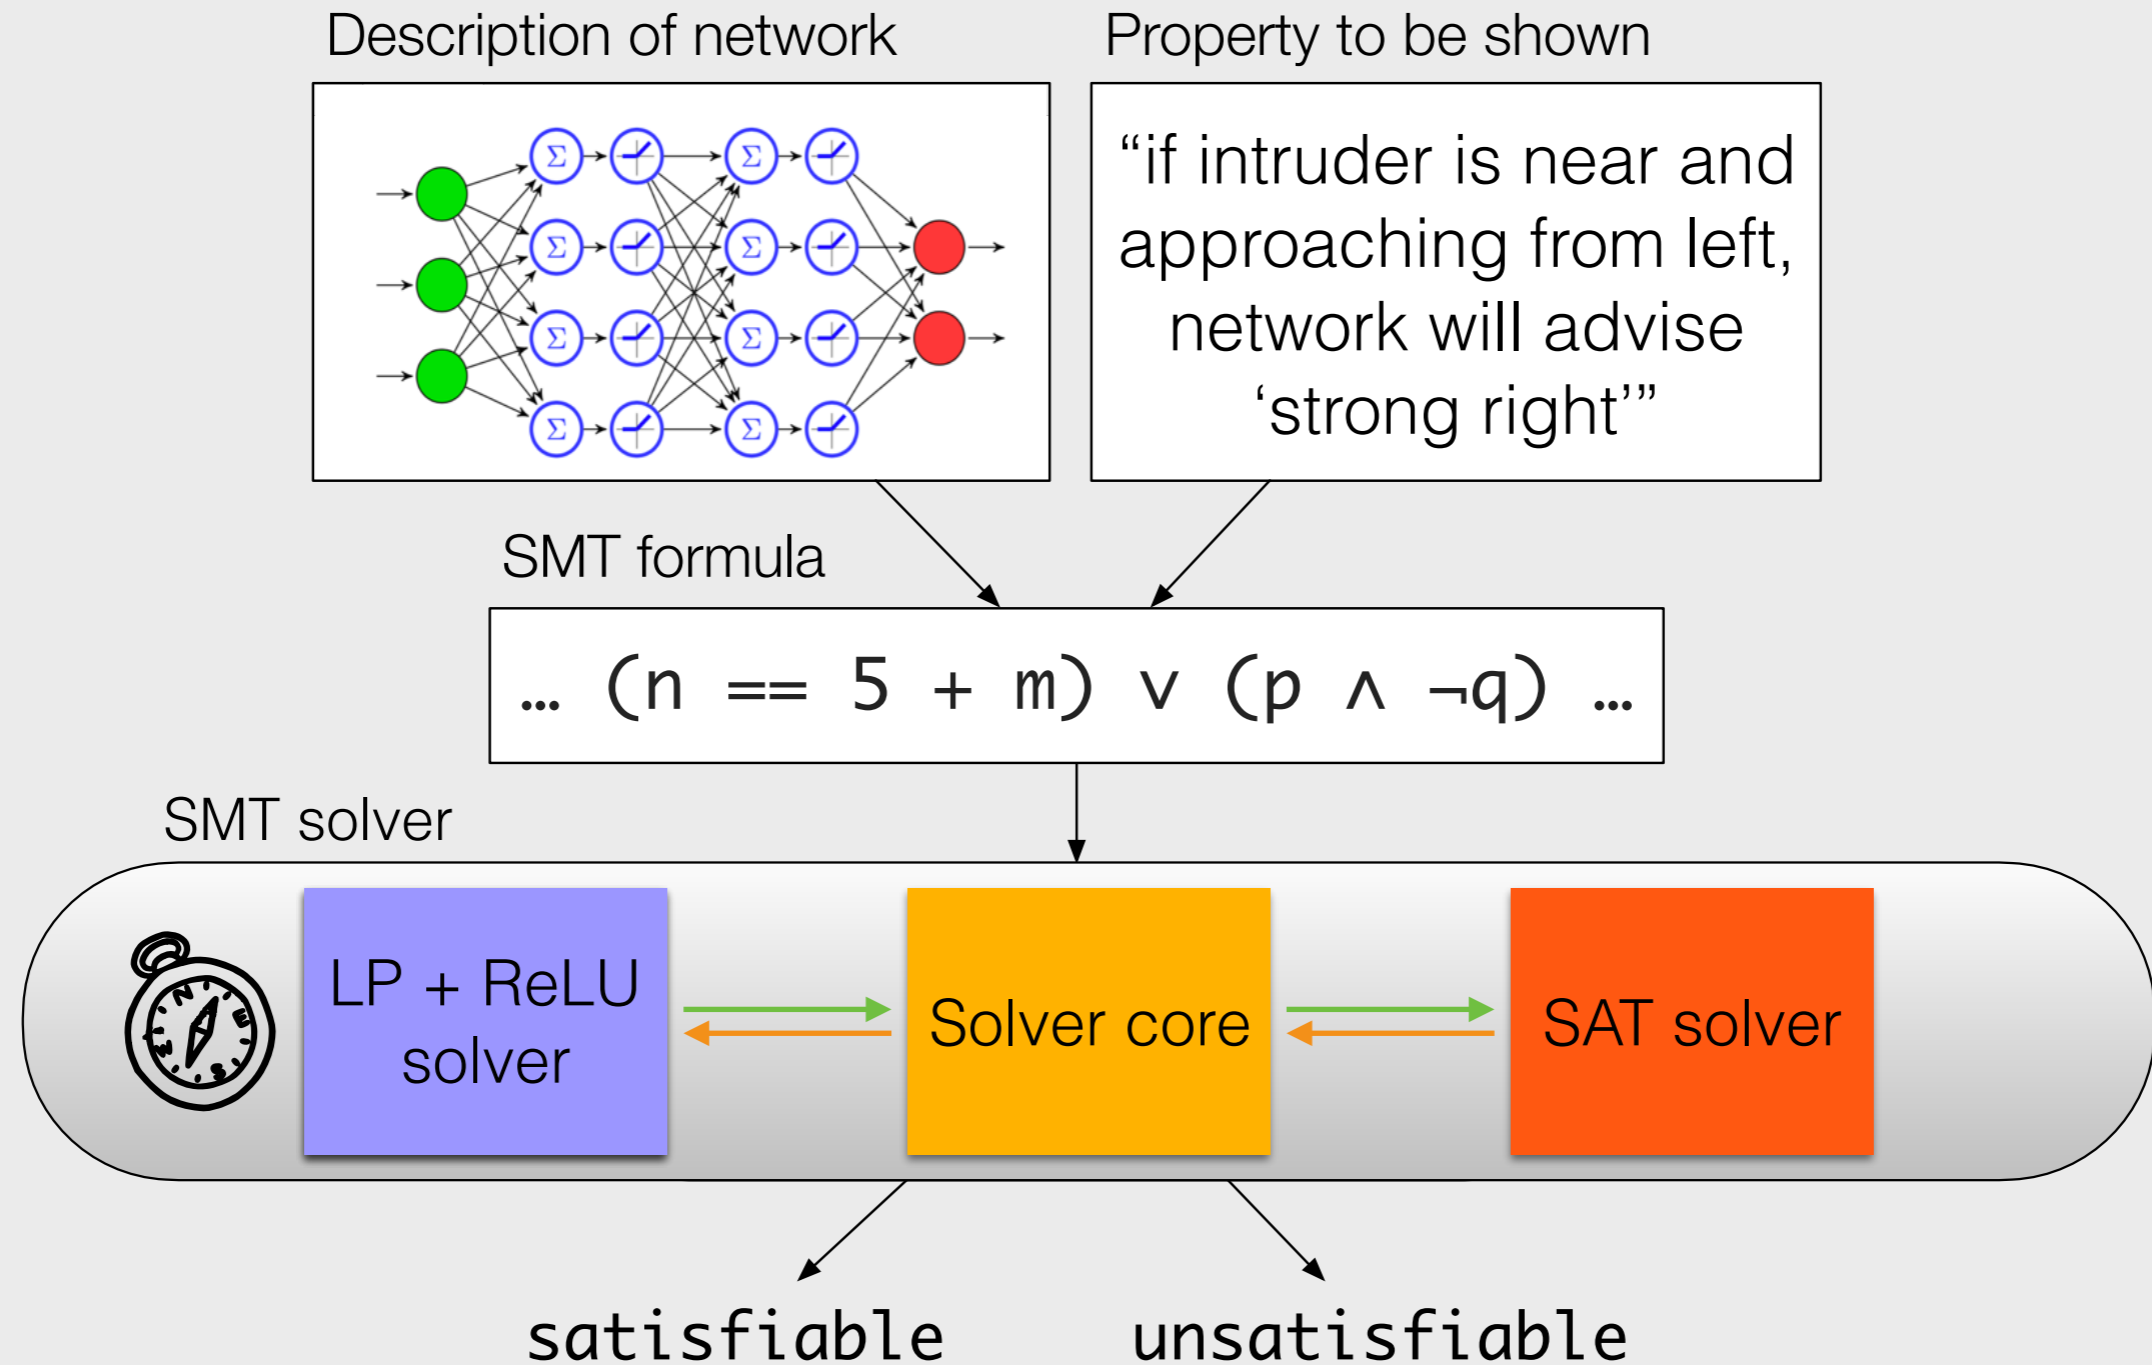 Description of network
Property to be shown
Σ Σ
Σ Σ
Σ Σ
Σ Σ
“if intruder is near and
approaching from left,
network will advise
‘strong right’”
SMT formula
… (n == 5 + m) ∨ (p ∧ ¬q) …
SMT solver
N
E
S
W
LP + ReLU
solver
Solver core
SAT solver
satisfiable
unsatisfiable